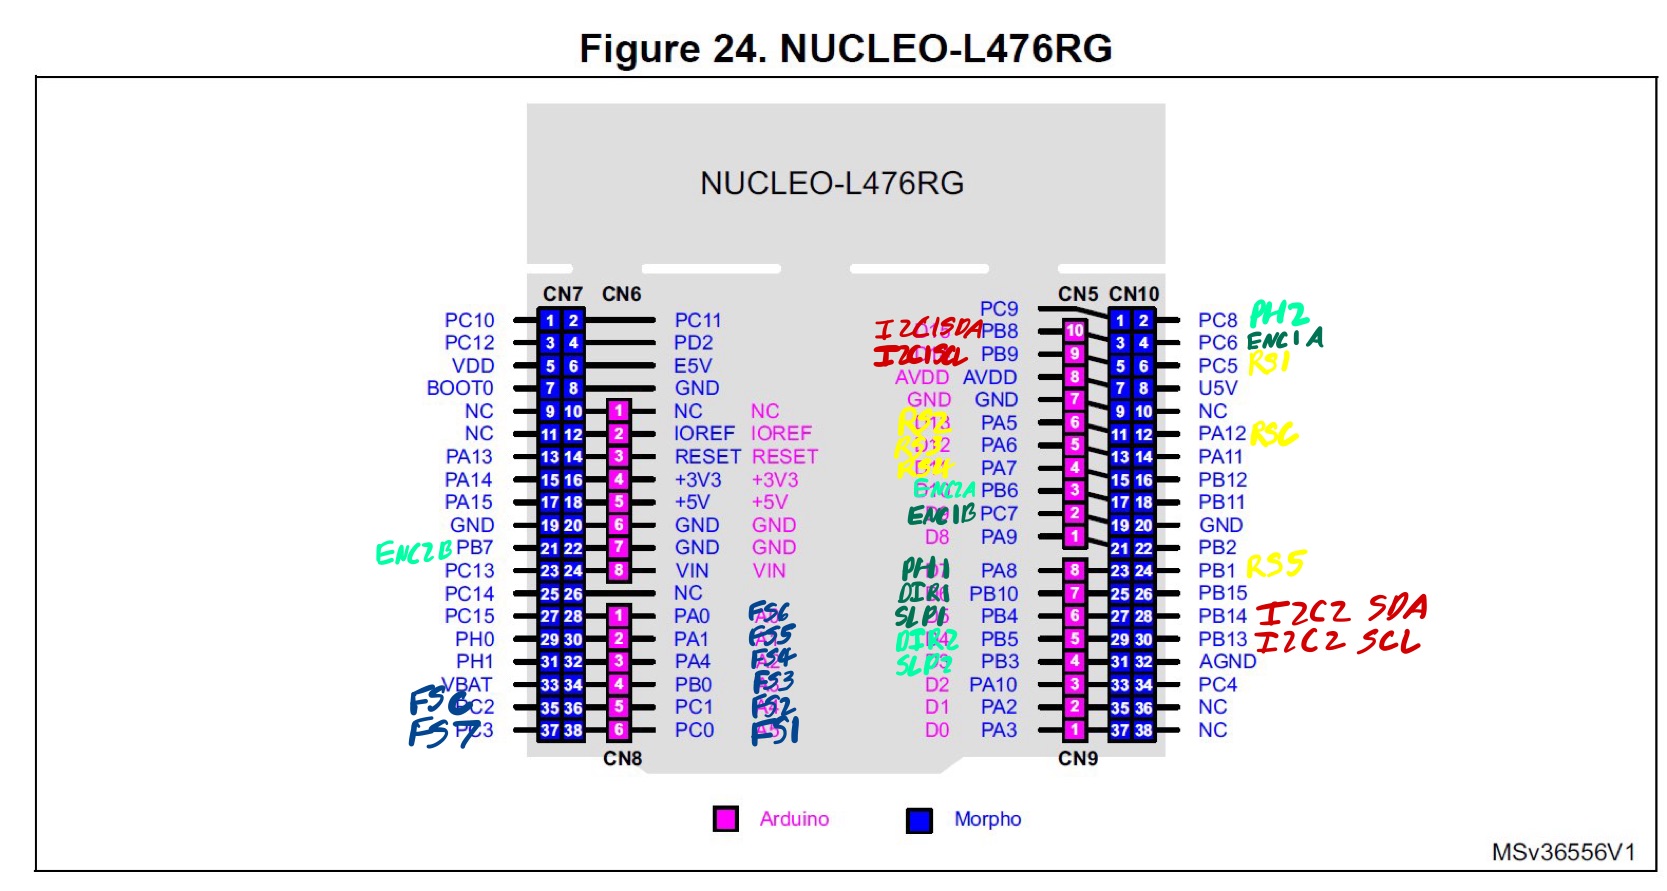 Figure 24. NUCLEO-L476RG
NUCLEO-L476RG
CN7 CN6 CN5 CN10
PC9
PC10 1 2 PC11 I2C1SDA PB8 10 1 2 PC8 PH2
PC12 3 4 PD2 I2C1SCL PB9 9 3 4 PC6 ENC1A
VDD 5 6 E5V AVDD AVDD 8 5 6 PC5 RS1
BOOT0 7 8 GND GND GND 7 7 8 U5V
NC 9 10 1 NC NC D13 RS2 PA5 6 9 10 NC
NC 11 12 2 IOREF IOREF D12 RS3 PA6 5 11 12 PA12 RS6
PA13 13 14 3 RESET RESET RS4 PA7 4 13 14 PA11
PA14 15 16 4 +3V3 +3V3 D10 ENC2A PB6 3 15 16 PB12
PA15 17 18 5 +5V +5V D9 ENC1B PC7 2 17 18 PB11
GND 19 20 6 GND GND D8 PA9 1 19 20 GND
ENC2B PB7 21 22 7 GND GND 21 22 PB2
PC13 23 24 8 VIN VIN PH1 PA8 8 23 24 PB1 RS5
PC14 25 26 NC DIR1 PB10 7 25 26 PB15
PC15 27 28 1 PA0 FS6 SLP1 PB4 6 27 28 PB14 I2C2 SDA
PH0 29 30 2 PA1 FS5 DIR2 PB5 5 29 30 PB13 I2C2 SCL
PH1 31 32 3 PA4 FS4 SLP2 PB3 4 31 32 AGND
VBAT 33 34 4 PB0 FS3 D2 PA10 3 33 34 PC4
FS6 PC2 35 36 5 PC1 FS2 D1 PA2 2 35 36 NC
FS7 PC3 37 38 6 PC0 FS1 D0 PA3 1 37 38 NC
CN8 CN9
Arduino Morpho
MSv36556V1